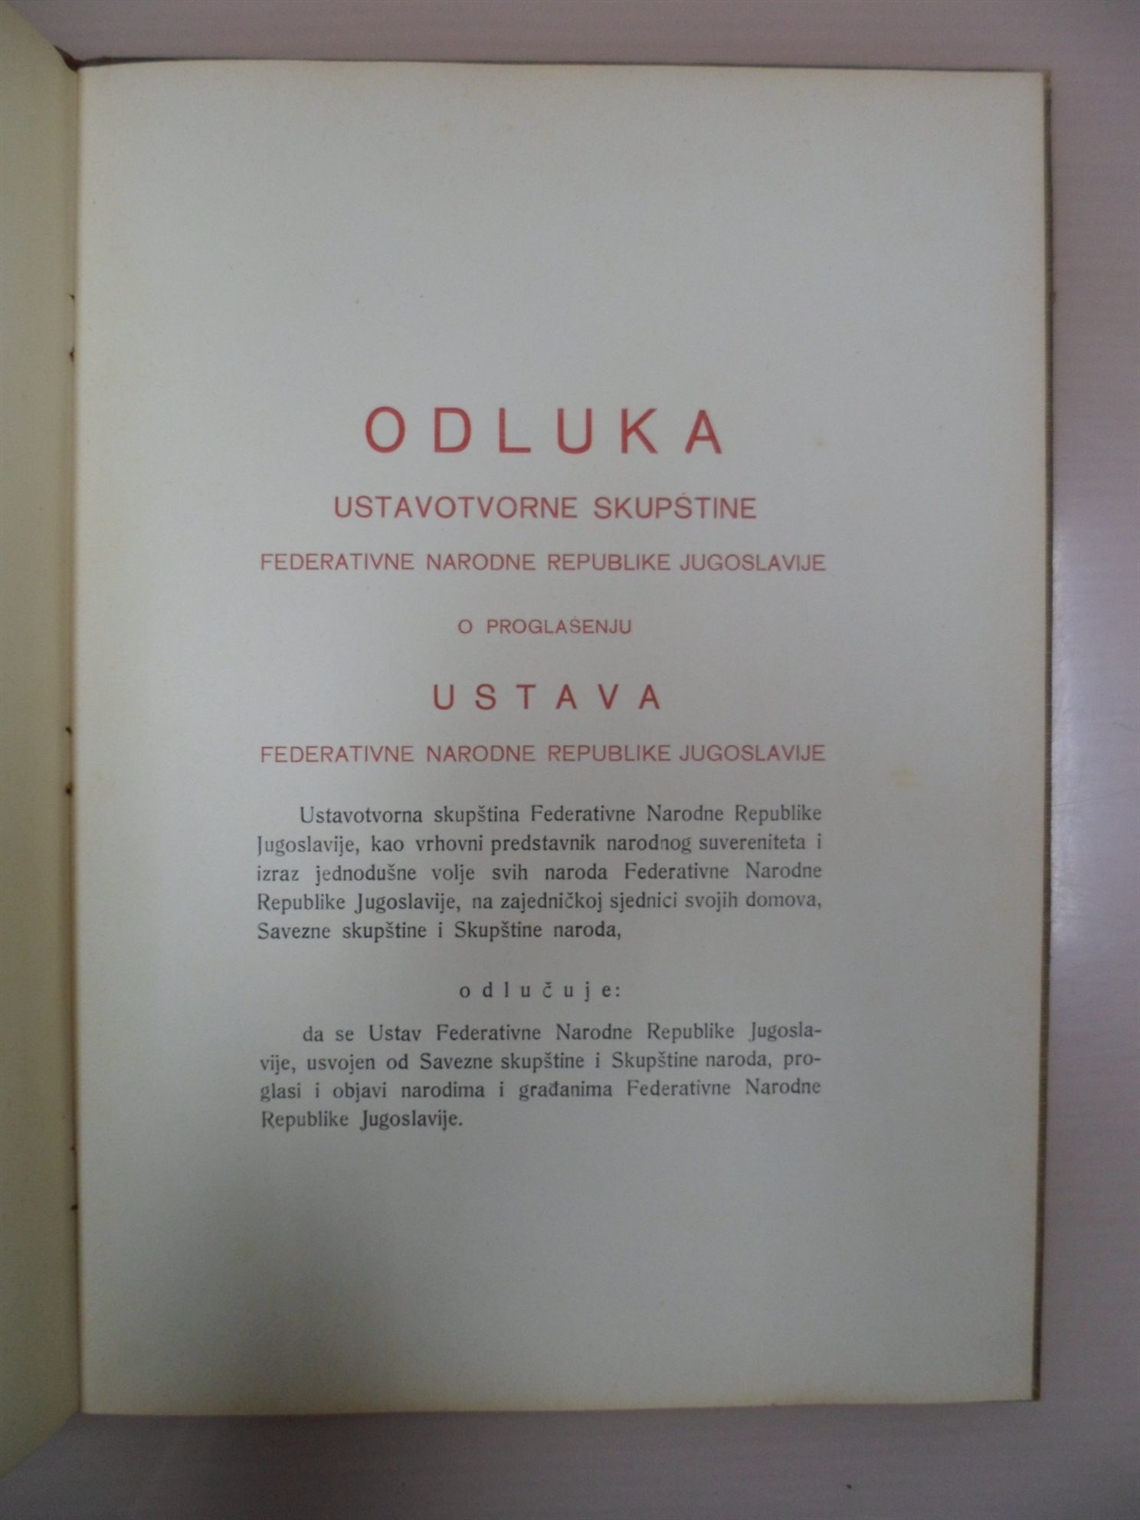 ODLUKA
USTAVOTVORNE SKUPŠTINE
FEDERATIVNE NARODNE REPUBLIKE JUGOSLAVIJE
O PROGLAŠENJU
USTAVA
FEDERATIVNE NARODNE REPUBLIKE JUGOSLAVIJE
Ustavotvorna skupština Federativne Narodne Republike
Jugoslavije, kao vrhovni predstavnik narodnog suvereniteta i
izraz jednodušne volje svih naroda Federativne Narodne
Republike Jugoslavije, na zajedničkoj sjednici svojih domova,
Savezne skupštine i Skupštine naroda,
odlučuje:
da se Ustav Federativne Narodne Republike Jugosla-
vije, usvojen od Savezne skupštine i Skupštine naroda, pro-
glasi i objavi narodima i građanima Federativne Narodne
Republike Jugoslavije.